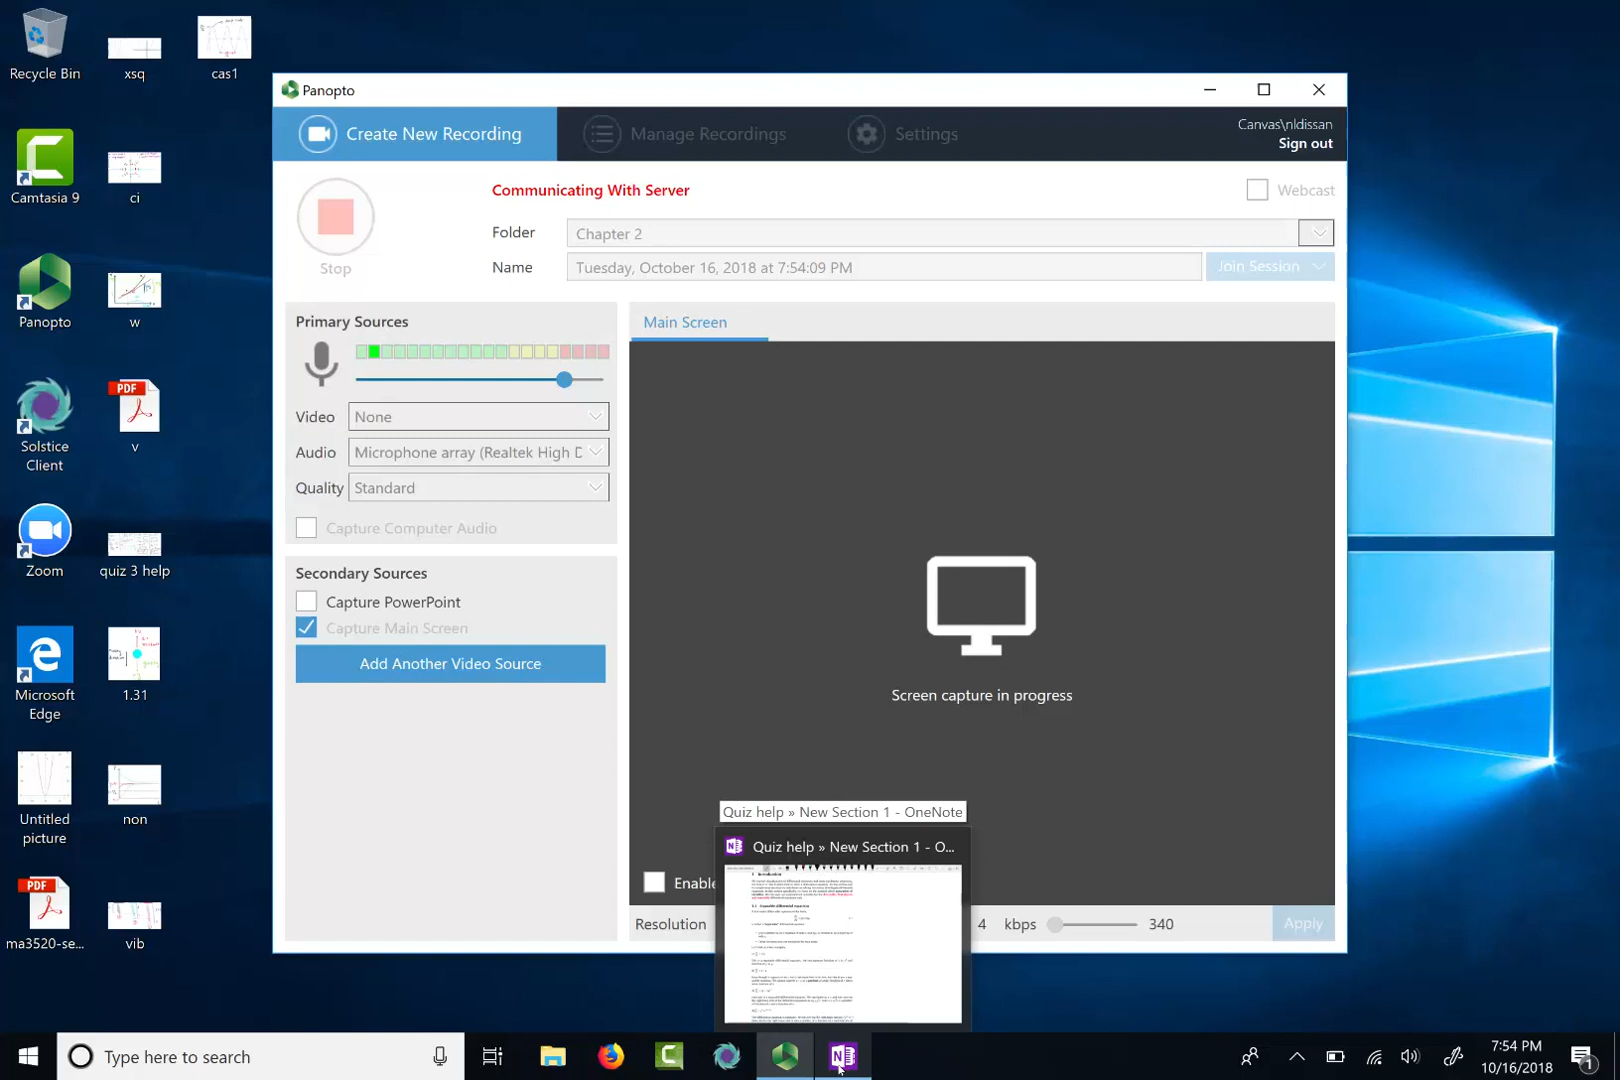 Recycle Bin
xsq
cas1
Camtasia 9
ci
Panopto
w
Solstice
Client
PDF
v
Zoom
quiz 3 help
Microsoft
Edge
1.31
Untitled
picture
non
PDF
ma3520-se...
vib
Panopto
Create New Recording
Manage Recordings
Settings
Canvas\nldissan
Sign out
Communicating With Server
Webcast
Stop
Folder
Chapter 2
Name
Tuesday, October 16, 2018 at 7:54:09 PM
Join Session
Primary Sources
Video
None
Audio
Microphone array (Realtek High D
Quality
Standard
Capture Computer Audio
Secondary Sources
Capture PowerPoint
Capture Main Screen
Add Another Video Source
Main Screen
Screen capture in progress
Quiz help » New Section 1 - OneNote
Quiz help » New Section 1 - O...
Enable
Resolution
4
kbps
340
Apply
Type here to search
7:54 PM
10/16/2018
1